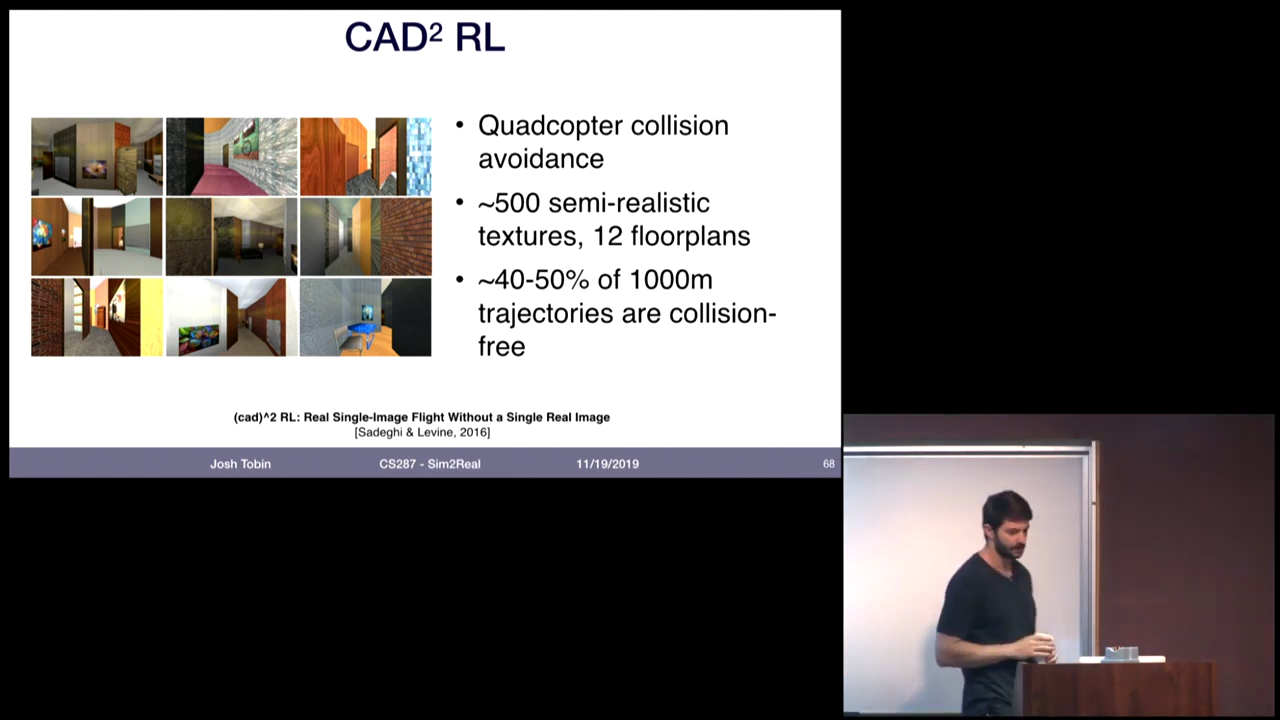 CAD² RL
• Quadcopter collision
avoidance
• ~500 semi-realistic
textures, 12 floorplans
• ~40-50% of 1000m
trajectories are collision-
free
(cad)^2 RL: Real Single-Image Flight Without a Single Real Image
[Sadeghi & Levine, 2016]
Josh Tobin CS287 - Sim2Real 11/19/2019 68